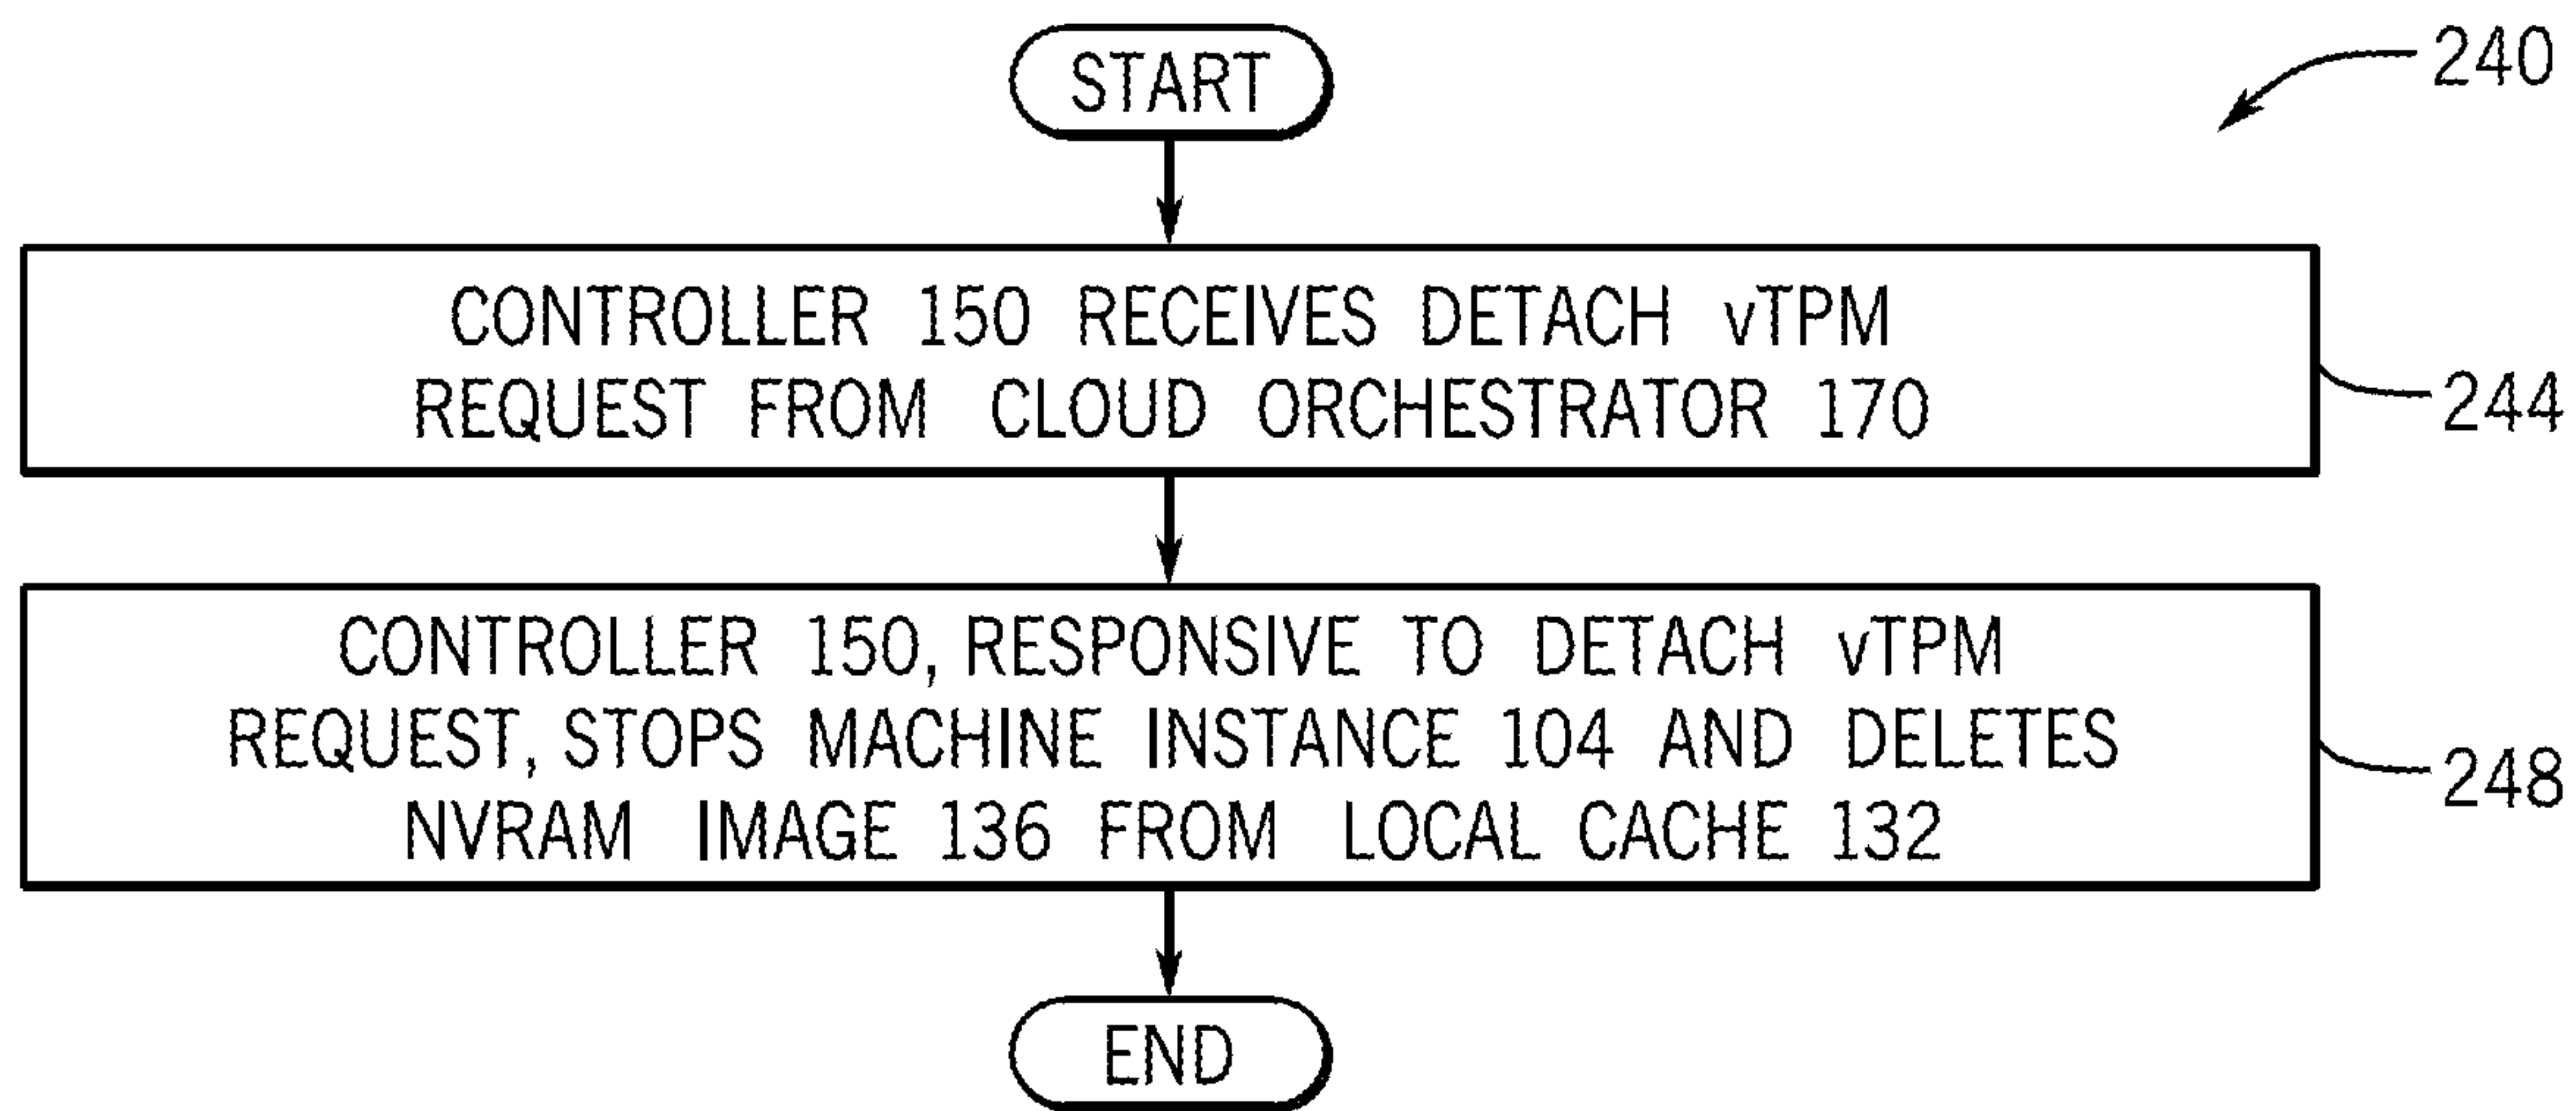 START
240
CONTROLLER 150 RECEIVES DETACH vTPM
REQUEST FROM CLOUD ORCHESTRATOR 170
244
CONTROLLER 150, RESPONSIVE TO DETACH vTPM
REQUEST, STOPS MACHINE INSTANCE 104 AND DELETES
NVRAM IMAGE 136 FROM LOCAL CACHE 132
248
END